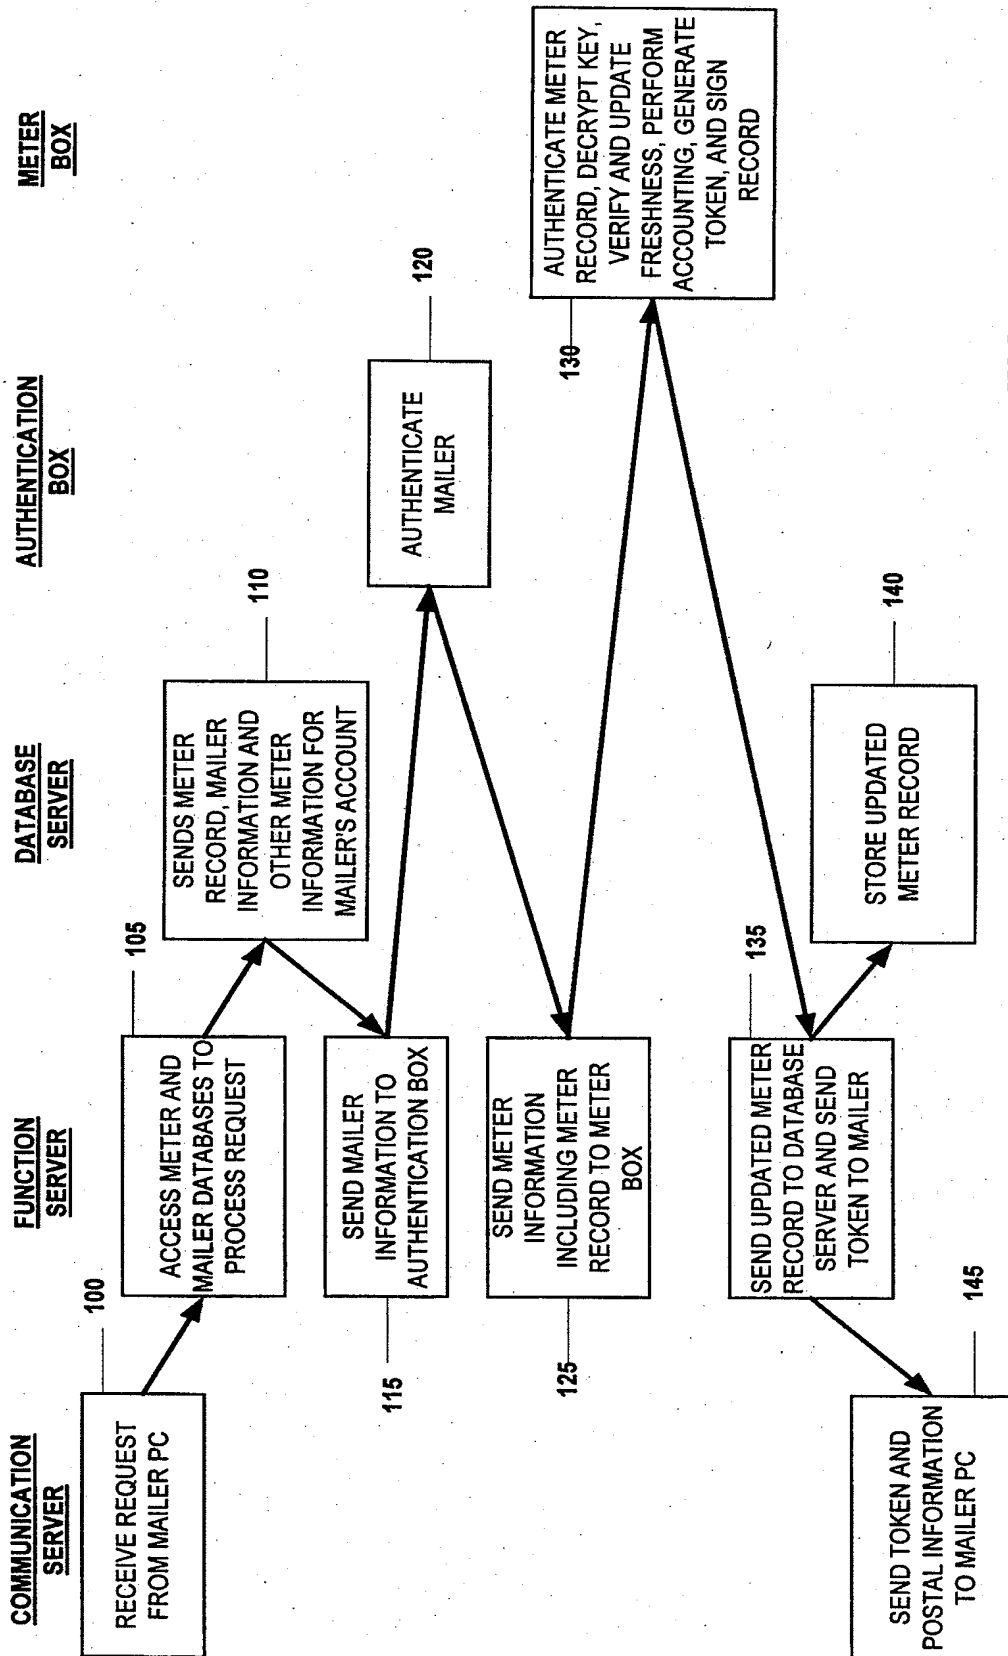 COMMUNICATION
SERVER
FUNCTION
SERVER
DATABASE
SERVER
AUTHENTICATION
BOX
METER
BOX
100
RECEIVE REQUEST
FROM MAILER PC
105
ACCESS METER AND
MAILER DATABASES TO
PROCESS REQUEST
110
SENDS METER
RECORD, MAILER
INFORMATION AND
OTHER METER
INFORMATION FOR
MAILER'S ACCOUNT
115
SEND MAILER
INFORMATION TO
AUTHENTICATION BOX
120
AUTHENTICATE
MAILER
125
SEND METER
INFORMATION
INCLUDING METER
RECORD TO METER
BOX
130
AUTHENTICATE METER
RECORD, DECRYPT KEY,
VERIFY AND UPDATE
FRESHNESS, PERFORM
ACCOUNTING, GENERATE
TOKEN, AND SIGN
RECORD
135
SEND UPDATED METER
RECORD TO DATABASE
SERVER AND SEND
TOKEN TO MAILER
140
STORE UPDATED
METER RECORD
145
SEND TOKEN AND
POSTAL INFORMATION
TO MAILER PC